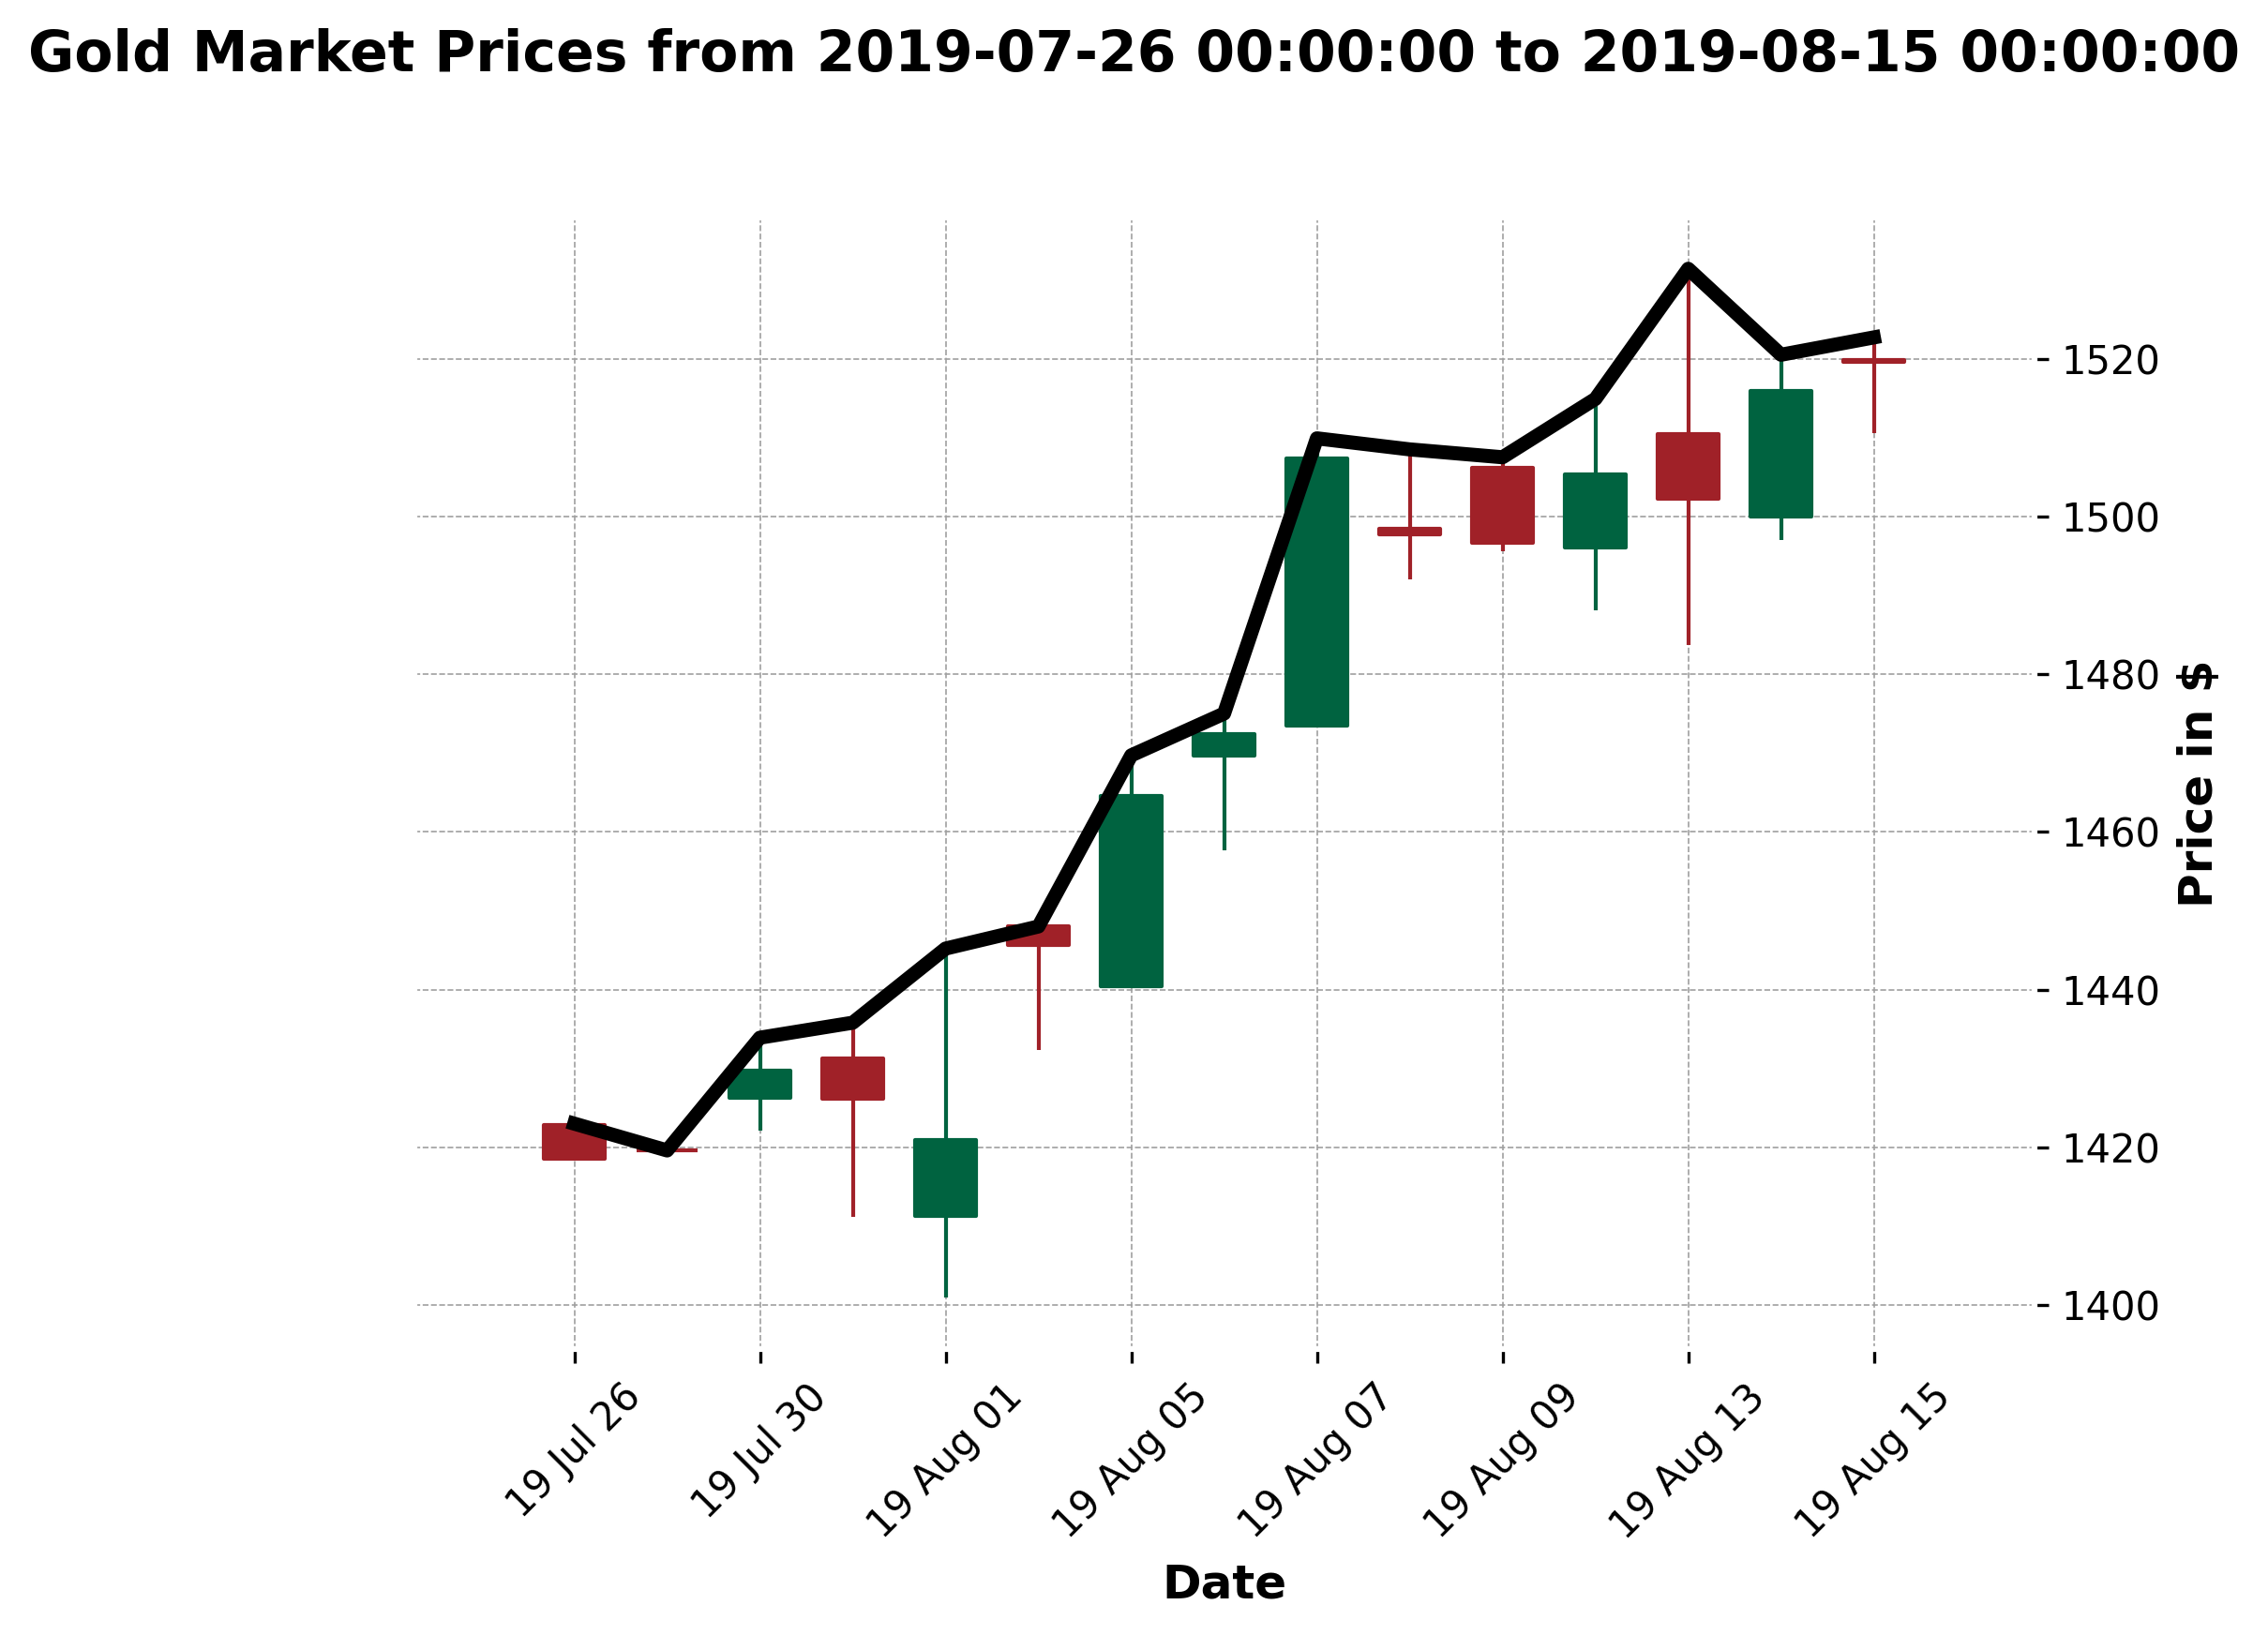 Gold Market Prices from 2019-07-26 00:00:00 to 2019-08-15 00:00:00
1520
1500
1480
1460
1440
1420
1400
Price in $
19 Jul 26
19 Jul 30
19 Aug 01
19 Aug 05
19 Aug 07
19 Aug 09
19 Aug 13
19 Aug 15
Date